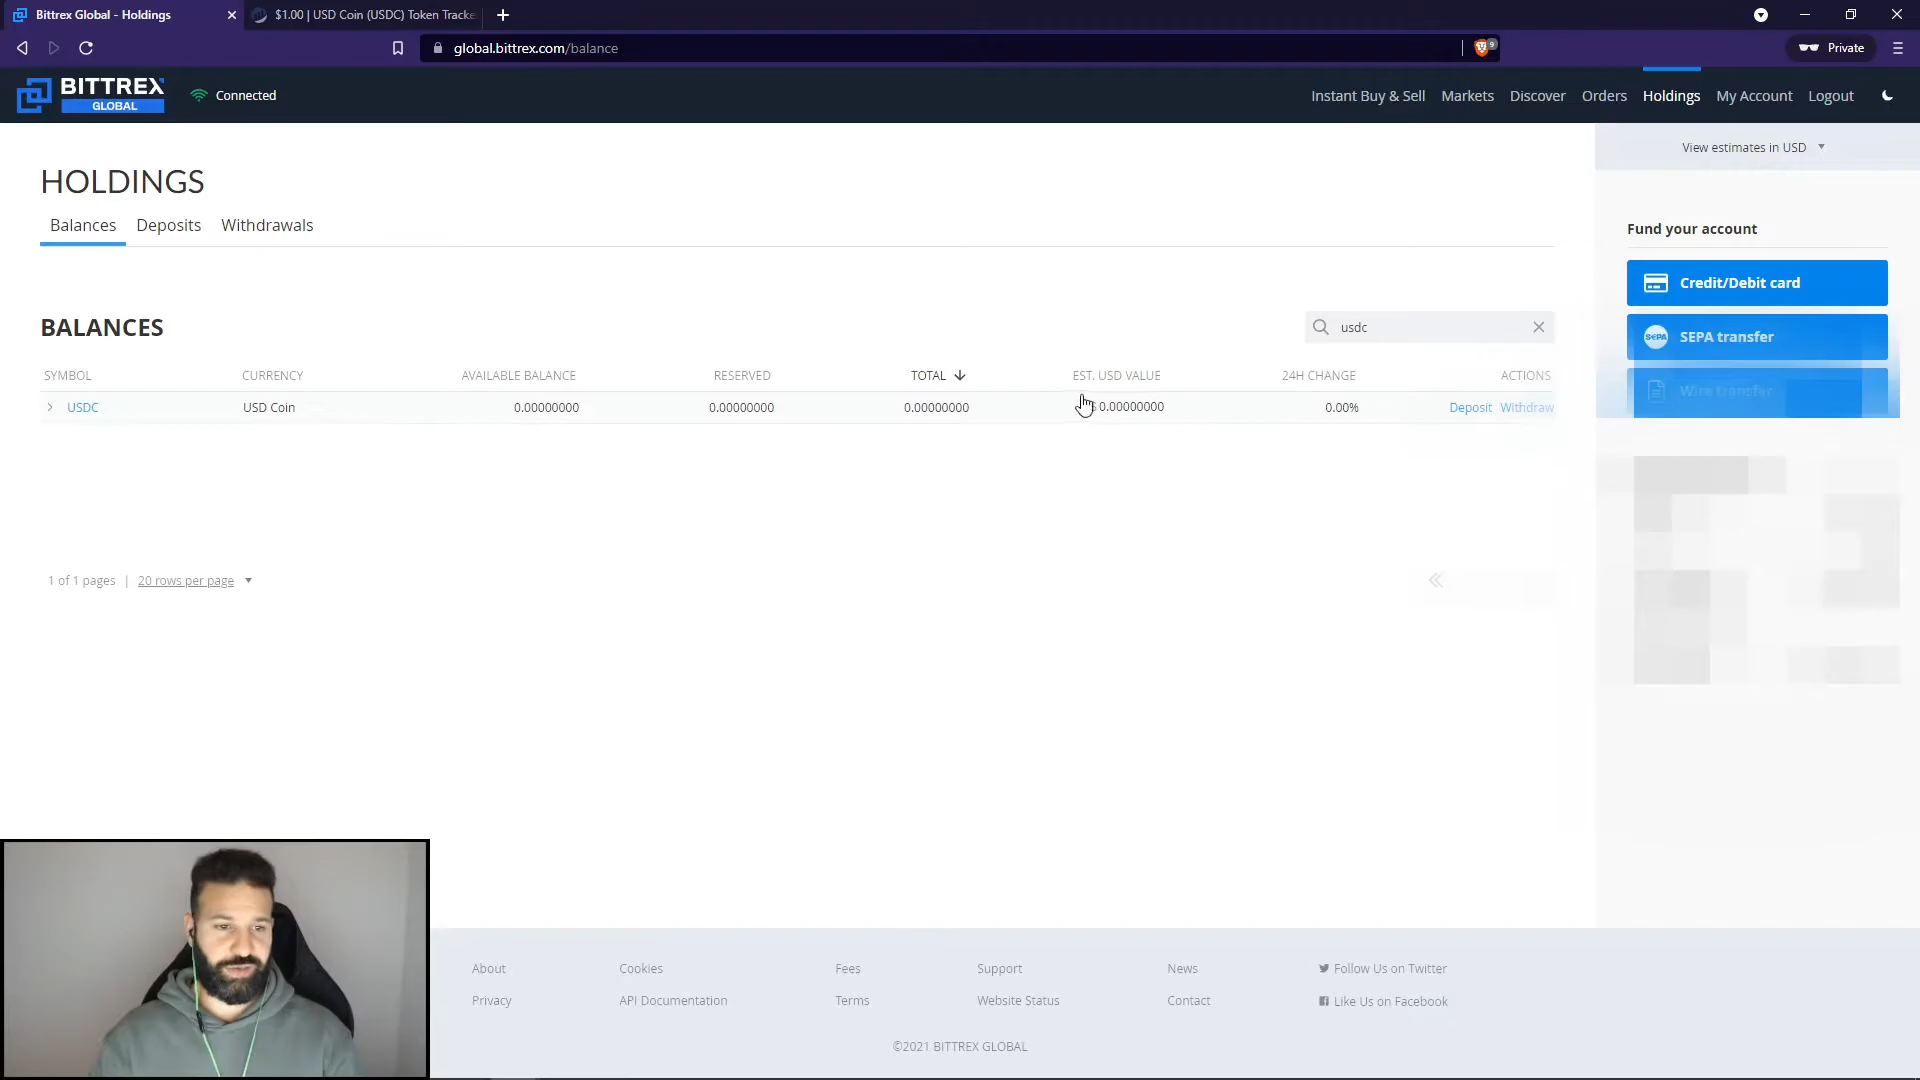 Bittrex Global - Holdings
$1.00 | USD Coin (USDC) Token Tracke
global.bittrex.com/balance
9
Private
BITTREX
GLOBAL
Connected
Instant Buy & Sell Markets Discover Orders Holdings My Account Logout
View estimates in USD
HOLDINGS
Balances Deposits Withdrawals
Fund your account
Credit/Debit card
SEPA SEPA transfer
Wire transfer
BALANCES
usdc
SYMBOL CURRENCY AVAILABLE BALANCE RESERVED TOTAL EST. USD VALUE 24H CHANGE ACTIONS
USDC USD Coin 0.00000000 0.00000000 0.00000000 0.00000000 0.00% Deposit Withdraw
1 of 1 pages | 20 rows per page
About Cookies Fees Support News Follow Us on Twitter
Privacy API Documentation Terms Website Status Contact Like Us on Facebook
©2021 BITTREX GLOBAL